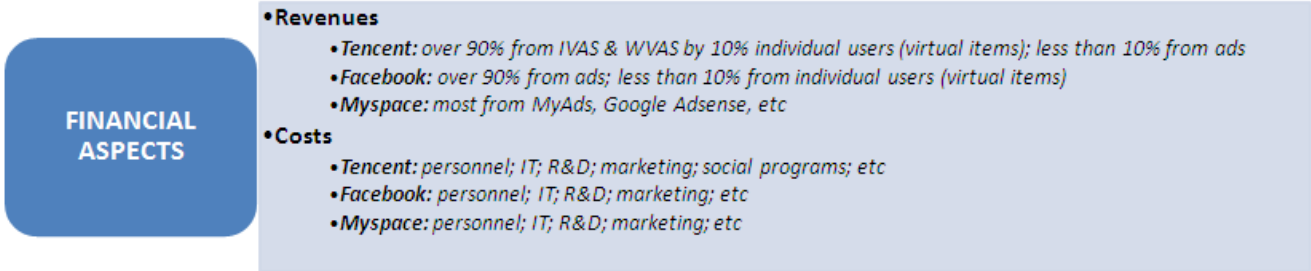 FINANCIAL
ASPECTS
•Revenues
•Tencent: over 90% from IVAS & WVAS by 10% individual users (virtual items); less than 10% from ads
•Facebook: over 90% from ads; less than 10% from individual users (virtual items)
•Myspace: most from MyAds, Google Adsense, etc
•Costs
•Tencent: personnel; IT; R&D; marketing; social programs; etc
•Facebook: personnel; IT; R&D; marketing; etc
•Myspace: personnel; IT; R&D; marketing; etc